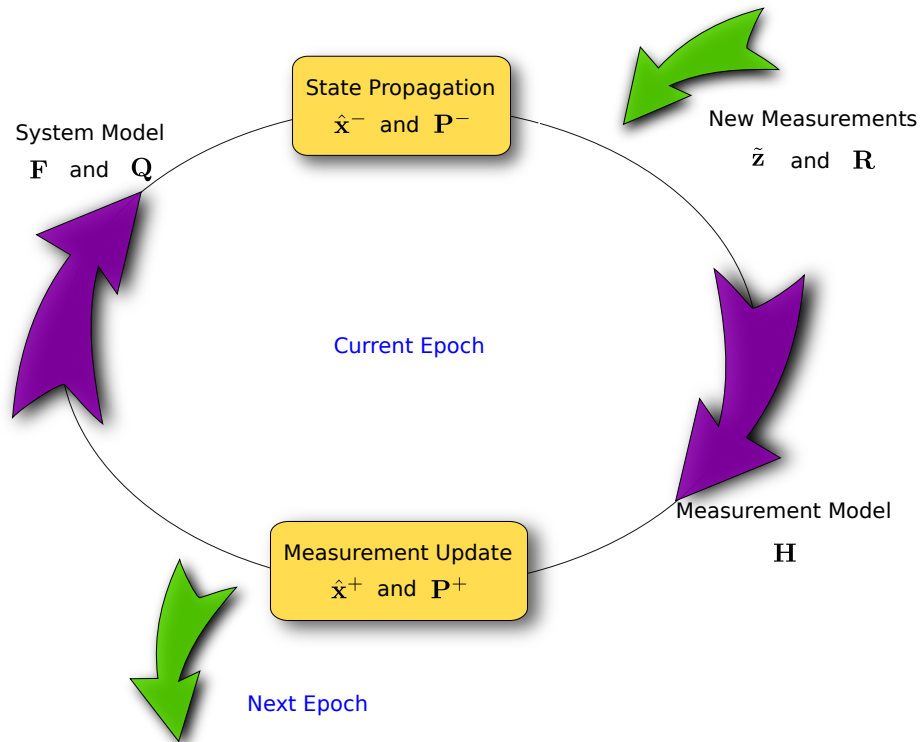 State Propagation
x̂⁻ and P⁻
System Model
F and Q
New Measurements
z̃ and R
Current Epoch
Measurement Model
H
Measurement Update
x̂⁺ and P⁺
Next Epoch